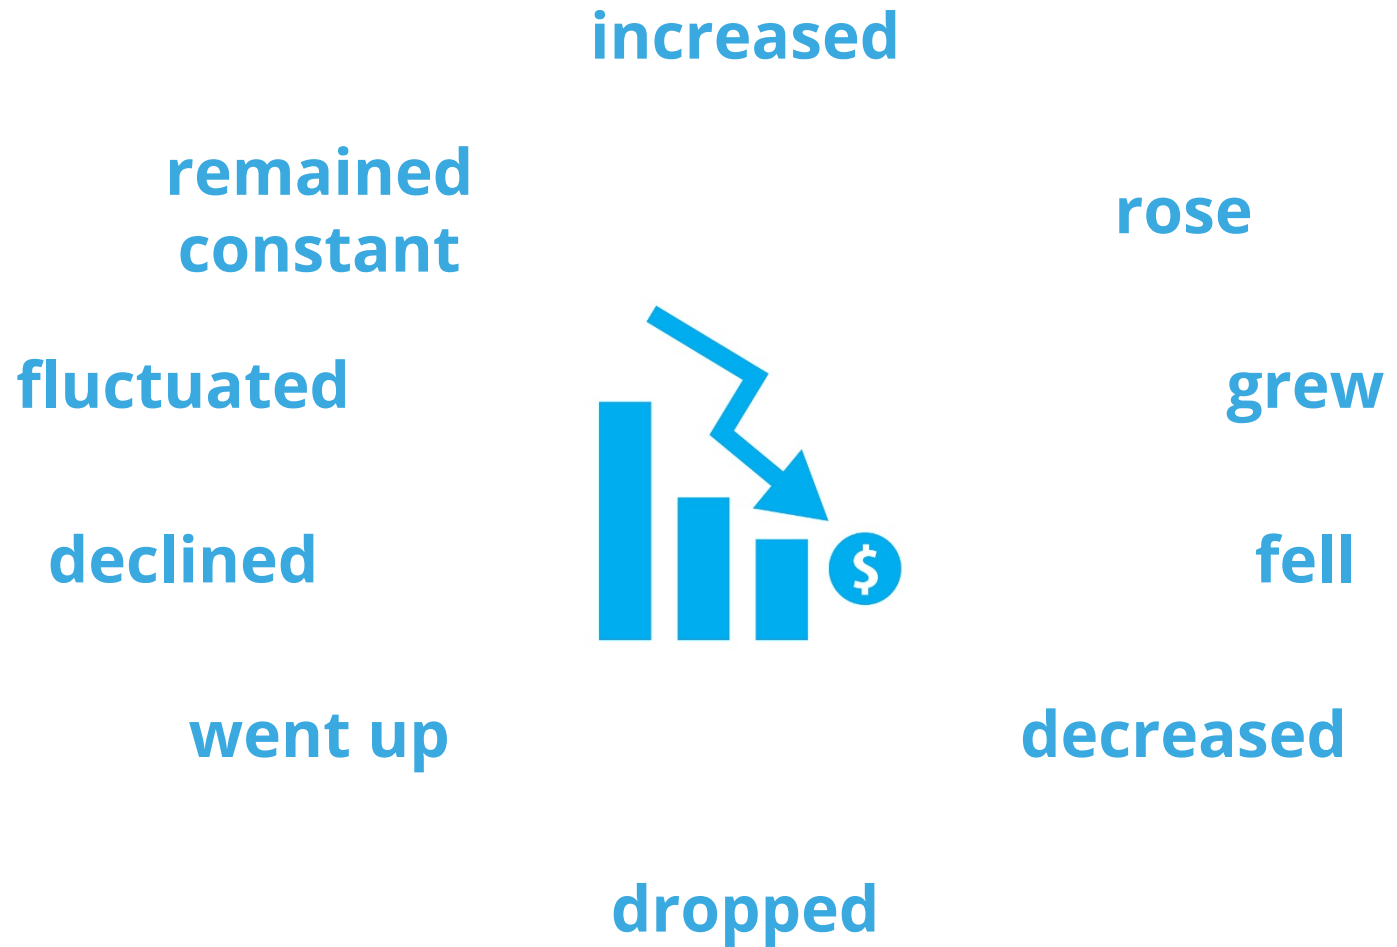 increased
remained
constant
rose
fluctuated
grew
declined
fell
$
went up
decreased
dropped